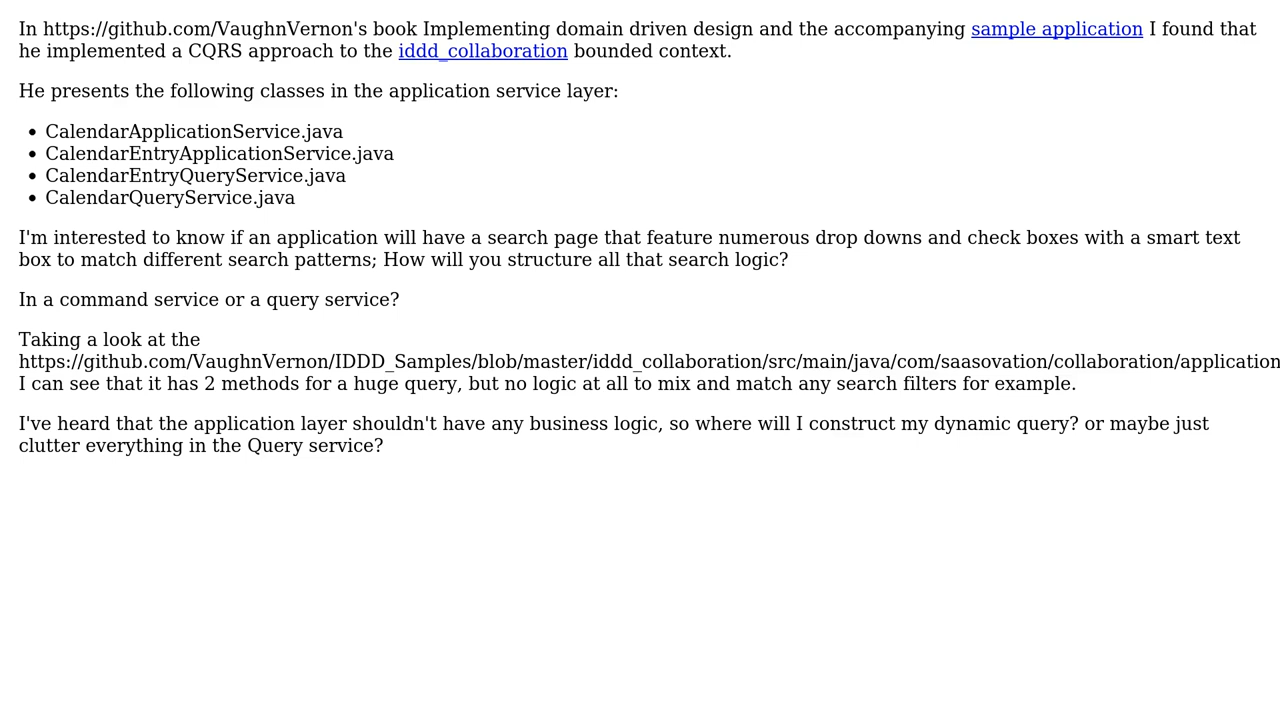 In https://github.com/VaughnVernon's book Implementing domain driven design and the accompanying sample application I found that
he implemented a CQRS approach to the iddd_collaboration bounded context.
He presents the following classes in the application service layer:
• CalendarApplicationService.java
• CalendarEntryApplicationService.java
• CalendarEntryQueryService.java
• CalendarQueryService.java
I'm interested to know if an application will have a search page that feature numerous drop downs and check boxes with a smart text
box to match different search patterns; How will you structure all that search logic?
In a command service or a query service?
Taking a look at the
https://github.com/VaughnVernon/IDDD_Samples/blob/master/iddd_collaboration/src/main/java/com/saasovation/collaboration/application
I can see that it has 2 methods for a huge query, but no logic at all to mix and match any search filters for example.
I've heard that the application layer shouldn't have any business logic, so where will I construct my dynamic query? or maybe just
clutter everything in the Query service?